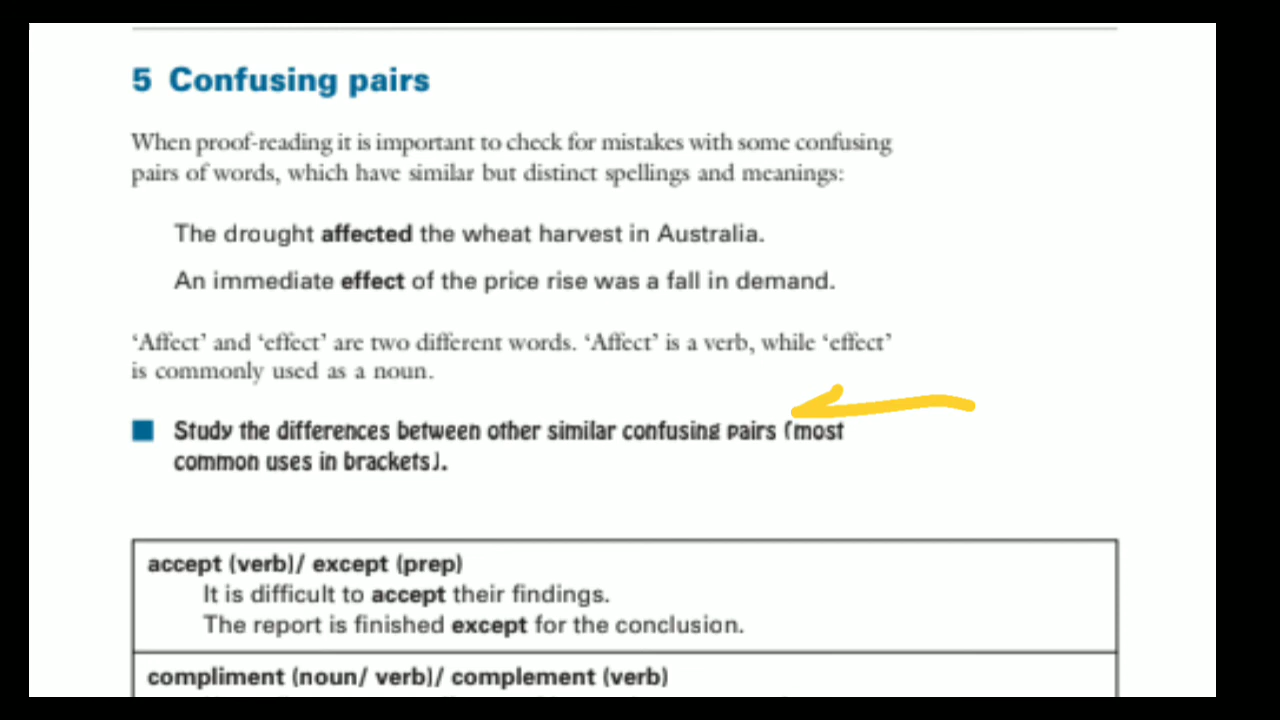 5 Confusing pairs
When proof-reading it is important to check for mistakes with some confusing
pairs of words, which have similar but distinct spellings and meanings:
The drought affected the wheat harvest in Australia.
An immediate effect of the price rise was a fall in demand.
‘Affect’ and ‘effect’ are two different words. ‘Affect’ is a verb, while ‘effect’
is commonly used as a noun.
Study the differences between other similar confusing pairs (most
common uses in brackets).
accept (verb)/ except (prep)
It is difficult to accept their findings.
The report is finished except for the conclusion.
compliment (noun/ verb)/ complement (verb)